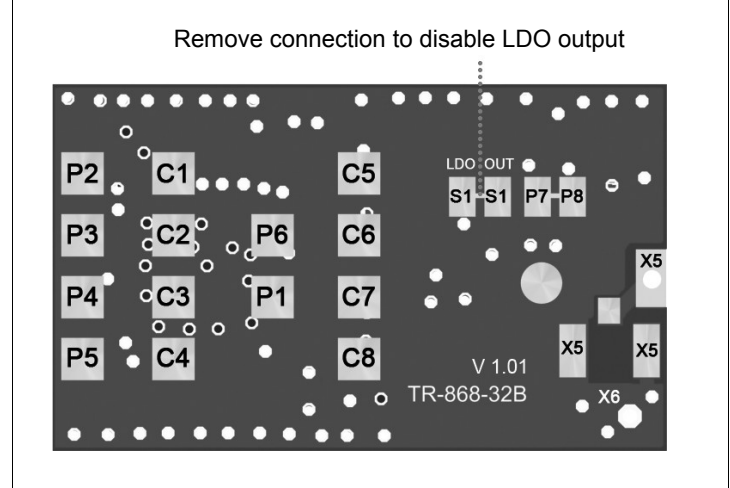 Remove connection to disable LDO output
LDO OUT
P2 C1 C5 S1 S1 P7 P8
P3 C2 P6 C6
X5
P4 C3 P1 C7
P5 C4 C8 X5 X5
V 1.01
TR-868-32B X6